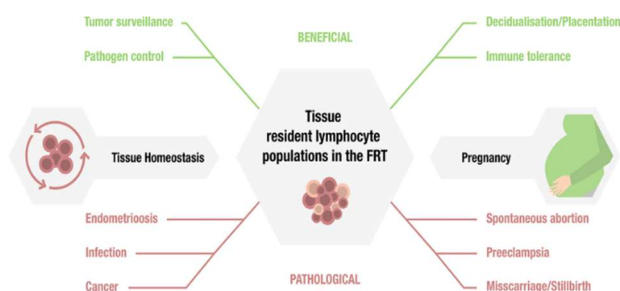 Tumor surveillance
Pathogen control
BENEFICIAL
Decidualisation/Placentation
Immune tolerance
Tissue Homeostasis
Tissue
resident lymphocyte
populations in the FRT
Pregnancy
Endometrioosis
Infection
Cancer
PATHOLOGICAL
Spontaneous abortion
Preeclampsia
Misscarriage/Stillbirth